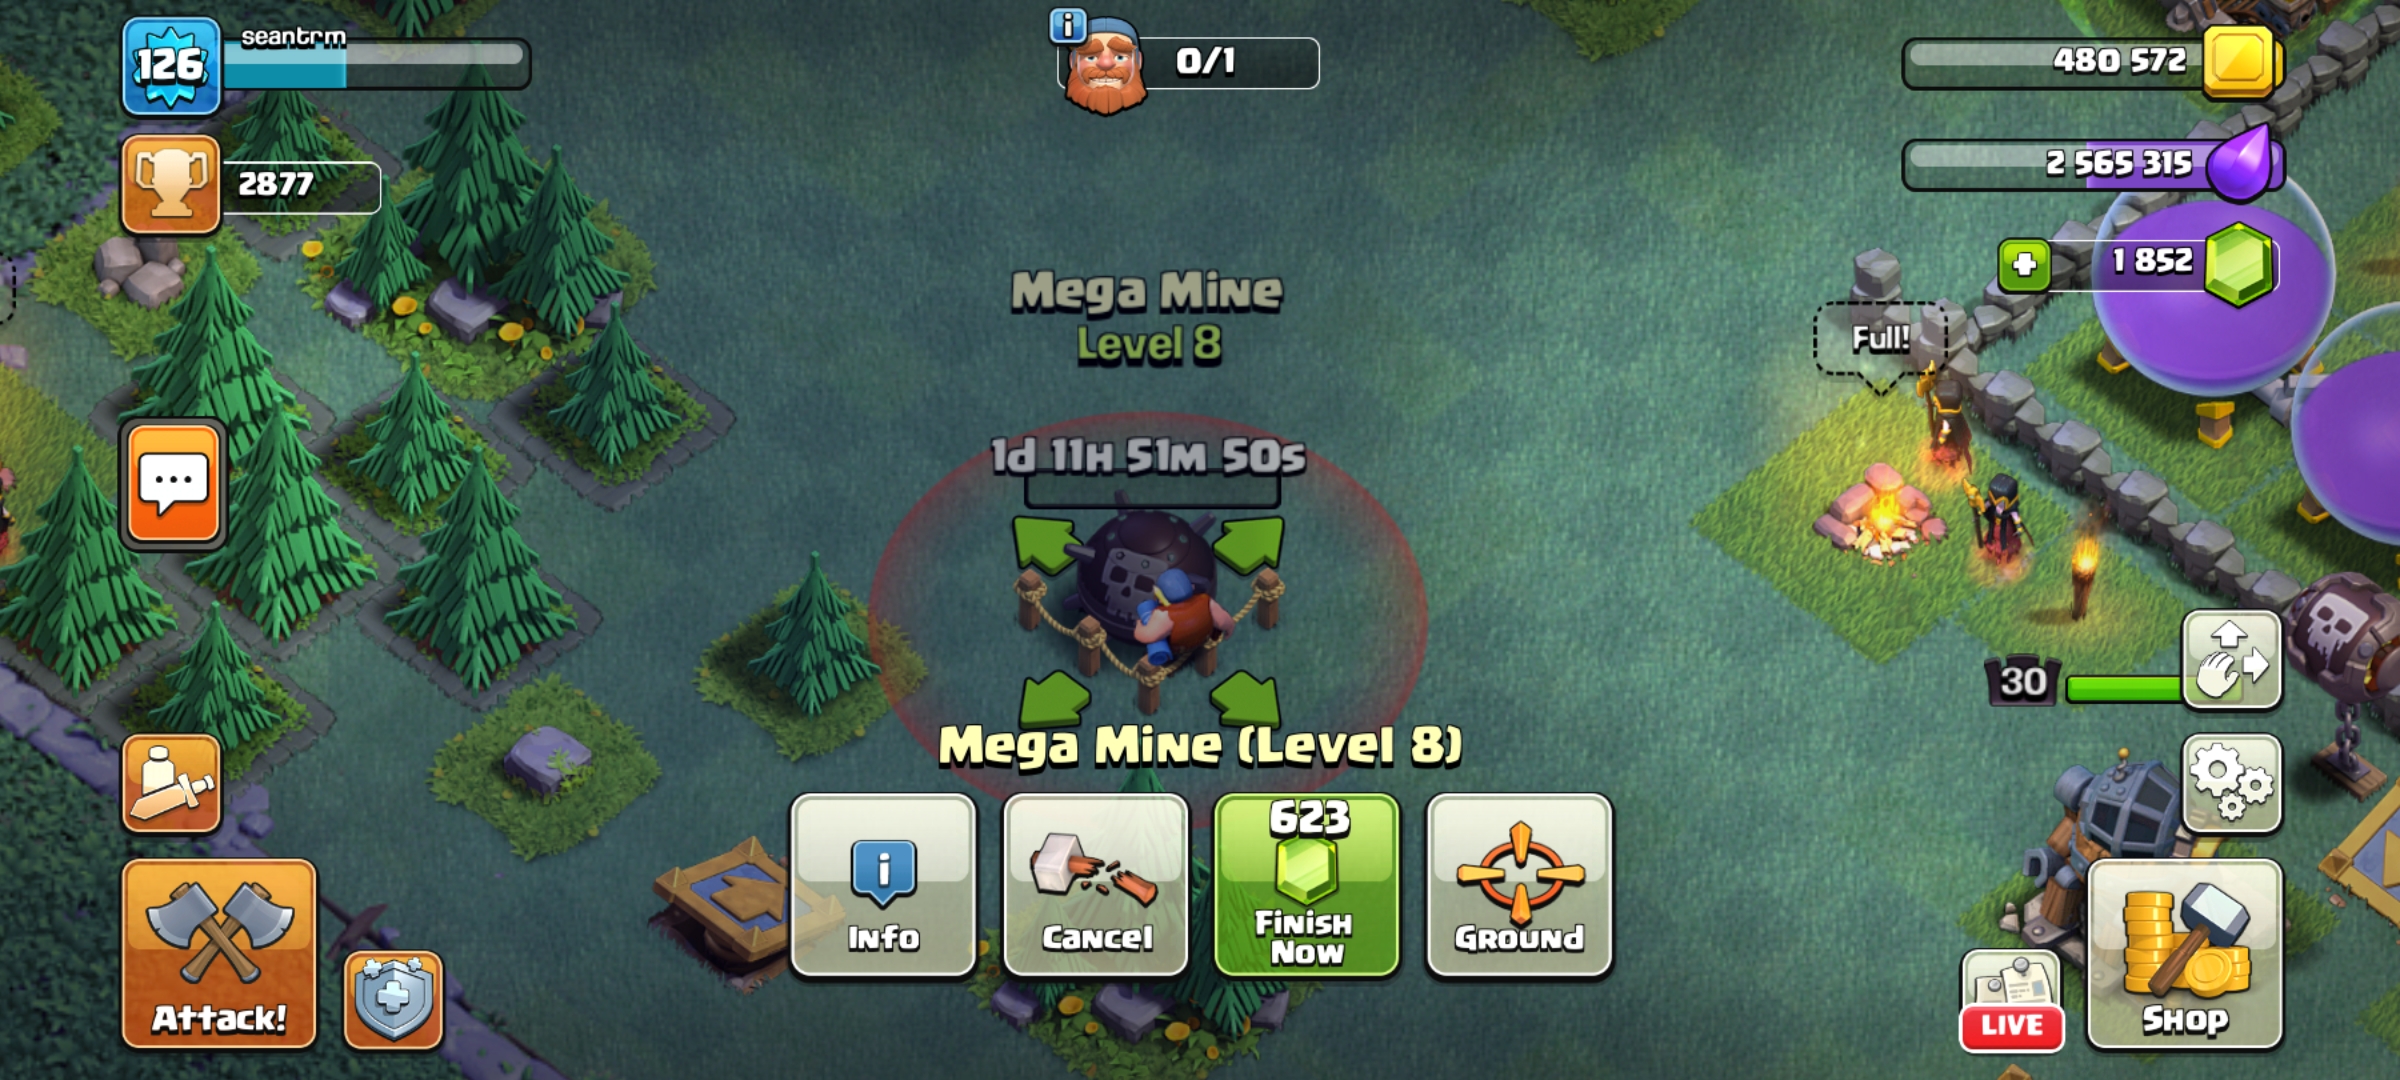 126
seantrm
i
0/1
480 572
2877
2 565 315
1 852
Mega Mine
Level 8
Full!
1d 11H 51M 50s
30
Mega Mine (Level 8)
623
i
Info
Cancel
Finish
Now
Ground
Attack!
LIVE
Shop